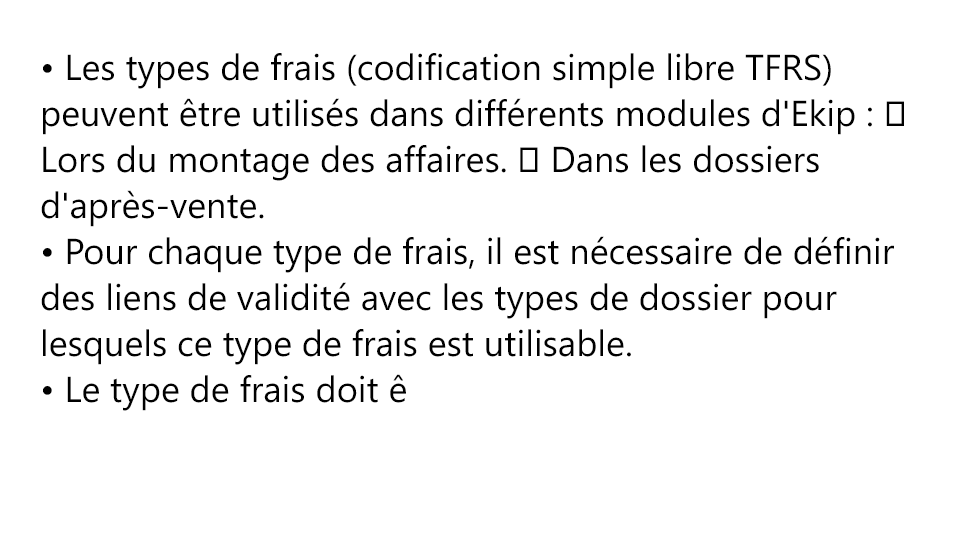 • Les types de frais (codification simple libre TFRS)
peuvent être utilisés dans différents modules d'Ekip : 
Lors du montage des affaires.  Dans les dossiers
d'après-vente.
• Pour chaque type de frais, il est nécessaire de définir
des liens de validité avec les types de dossier pour
lesquels ce type de frais est utilisable.
• Le type de frais doit ê